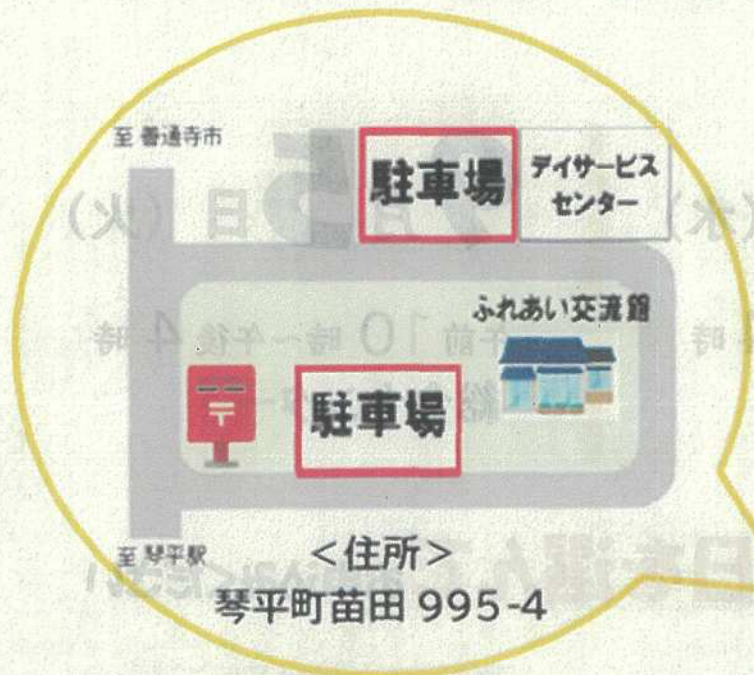 至 善通寺市
駐車場
デイサービス
センター
ふれあい交流館
〒
駐車場
至 琴平駅
＜住所＞
琴平町苗田 995-4